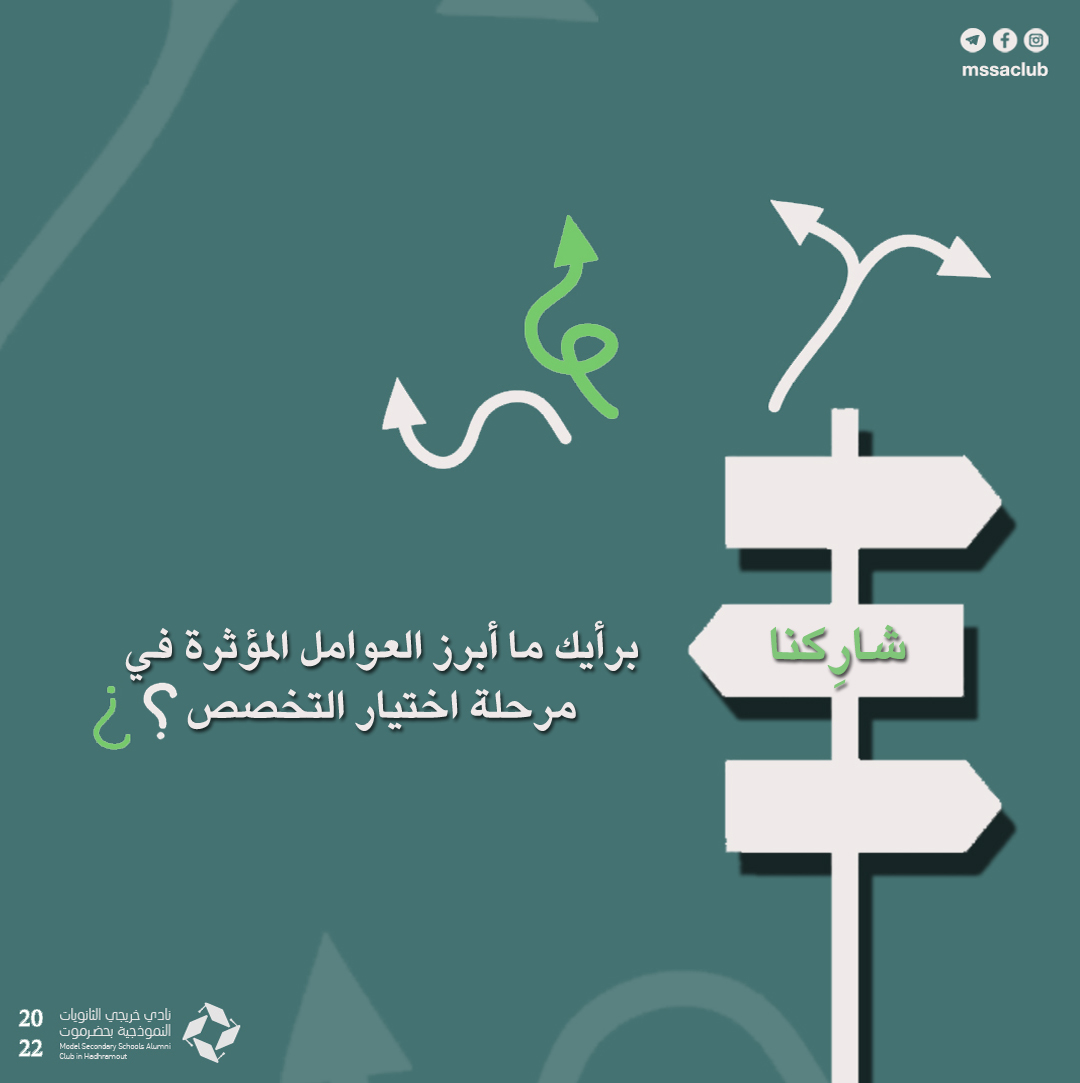 mssaclub
شارِكنا
برأيك ما أبرز العوامل المؤثرة في
مرحلة اختيار التخصص ؟ ¿
20
22
نادي خريجي الثانويات
النموذجية بحضرموت
Model Secondary Schools Alumni
Club in Hadhramout